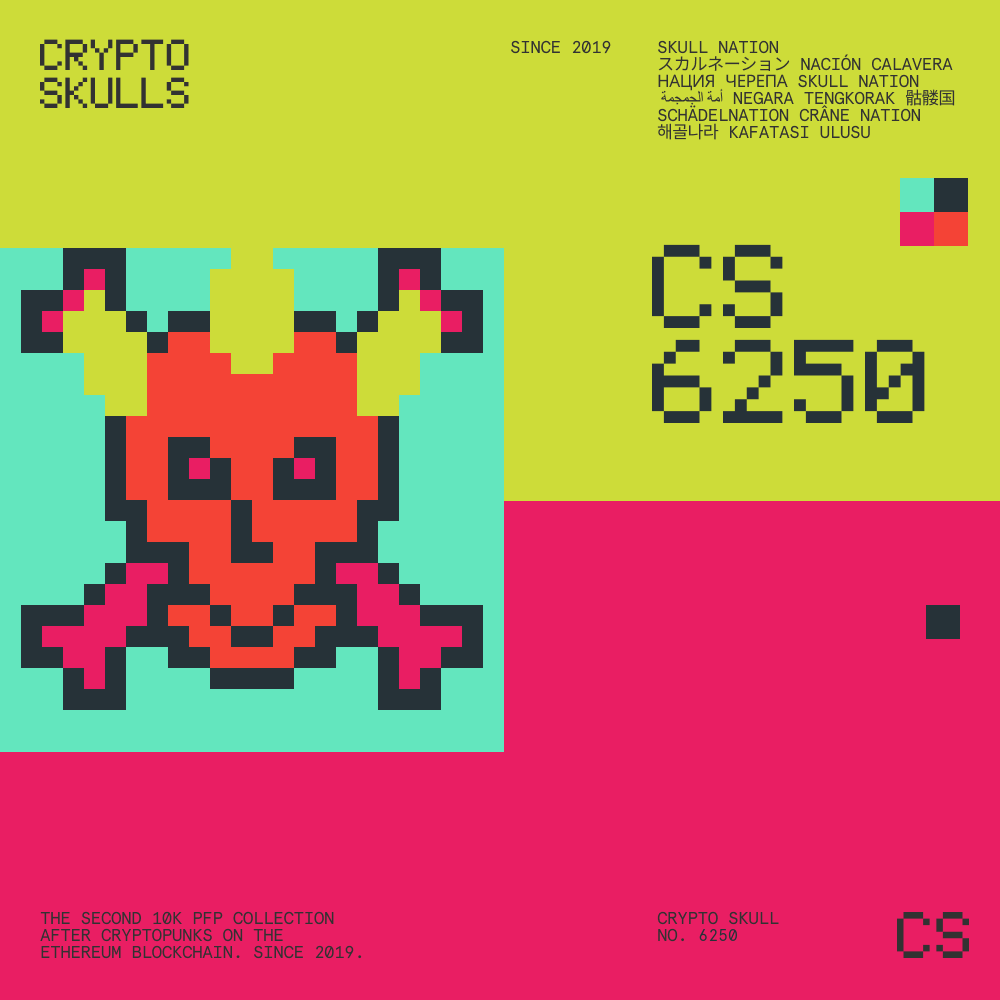 CRYPTO
SKULLS
SINCE 2019
SKULL NATION
スカルネーション NACIÓN CALAVERA
НАЦИЯ ЧЕРЕПА SKULL NATION
أمة الجمجمة NEGARA TENGKORAK 骷髅国
SCHÄDELNATION CRÂNE NATION
해골나라 KAFATASI ULUSU
CS
6250
THE SECOND 10K PFP COLLECTION
AFTER CRYPTOPUNKS ON THE
ETHEREUM BLOCKCHAIN. SINCE 2019.
CRYPTO SKULL
NO. 6250
CS